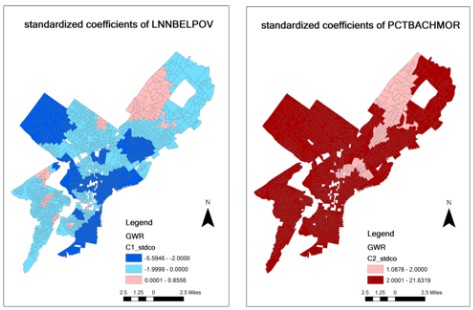 standardized coefficients of LNNBELPOV
N
Legend
GWR
C1_stdco
-5.5946 - -2.0000
-1.9999 - 0.0000
0.0001 - 0.8556
2.5 1.25 0 2.5 Miles
standardized coefficients of PCTBACHMOR
N
Legend
GWR
C2_stdco
1.0878 - 2.0000
2.0001 - 21.6319
2.5 1.25 0 2.5 Miles